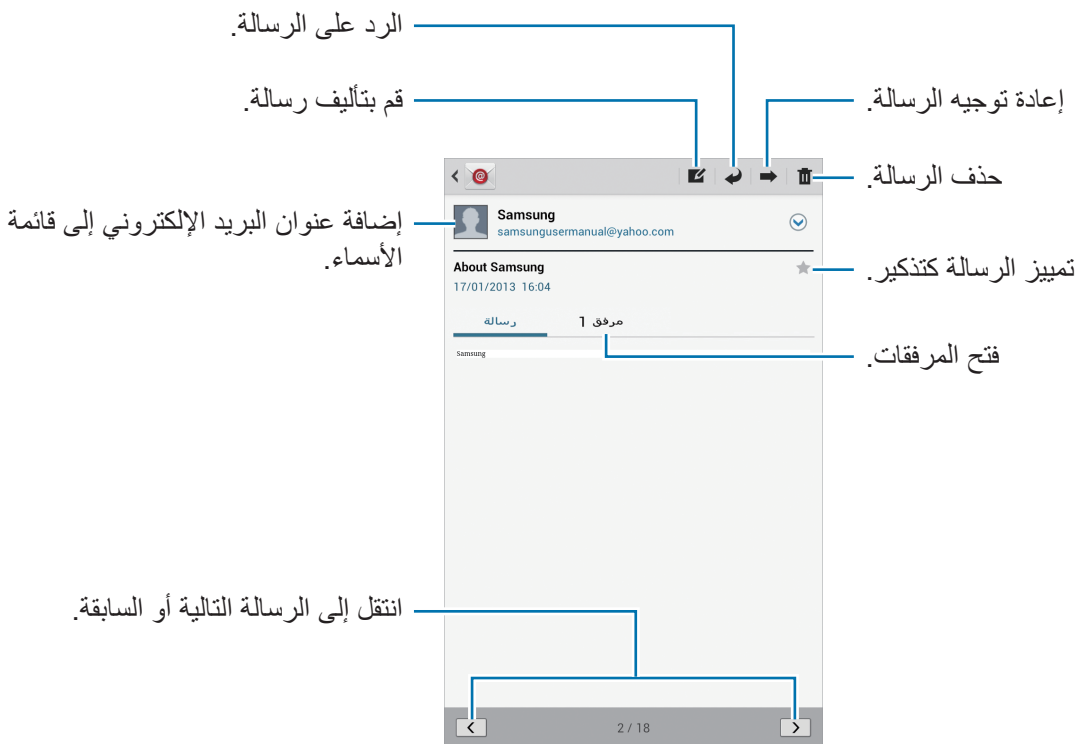 الرد على الرسالة.
قم بتأليف رسالة.
إعادة توجيه الرسالة.
حذف الرسالة.
إضافة عنوان البريد الإلكتروني إلى قائمة
الأسماء.
Samsung
samsungusermanual@yahoo.com
About Samsung
17/01/2013 16:04
تمييز الرسالة كتذكير.
رسالة
مرفق 1
Samsung
فتح المرفقات.
انتقل إلى الرسالة التالية أو السابقة.
2 / 18